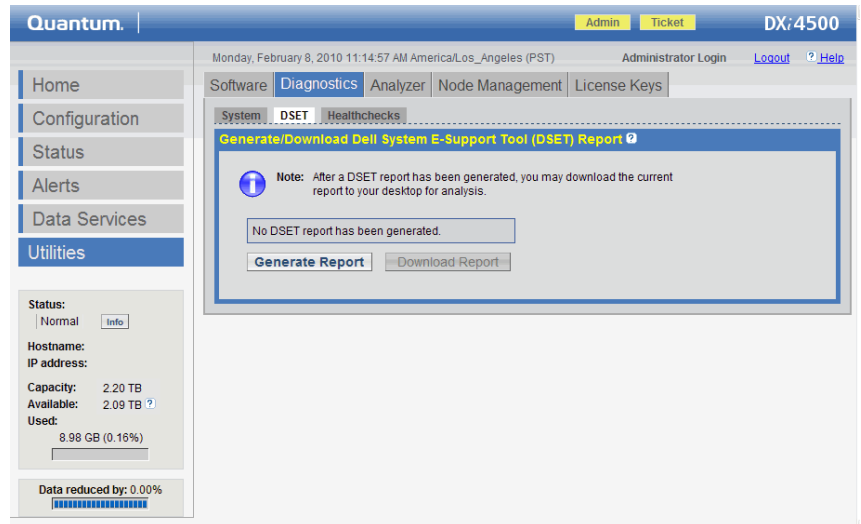 Quantum.
Admin Ticket
DXi4500
Monday, February 8, 2010 11:14:57 AM America/Los_Angeles (PST) Administrator Login Logout ? Help
Home
Configuration
Status
Alerts
Data Services
Utilities
Software Diagnostics Analyzer Node Management License Keys
System DSET Healthchecks
Generate/Download Dell System E-Support Tool (DSET) Report ?
i
Note: After a DSET report has been generated, you may download the current
report to your desktop for analysis.
No DSET report has been generated.
Generate Report Download Report
Status:
Normal Info
Hostname:
IP address:
Capacity: 2.20 TB
Available: 2.09 TB ?
Used:
8.98 GB (0.16%)
Data reduced by: 0.00%